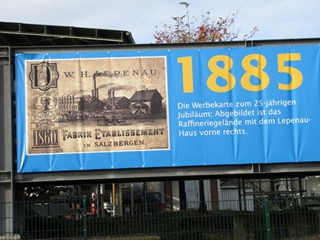 W. H. LEPENAU
1860
FABRIK-ETABLISSEMENT
IN SALZBERGEN.
1885
Die Werbekarte zum 25-jährigen
Jubiläum: Abgebildet ist das
Raffineriegelände mit dem Lepenau-
Haus vorne rechts.